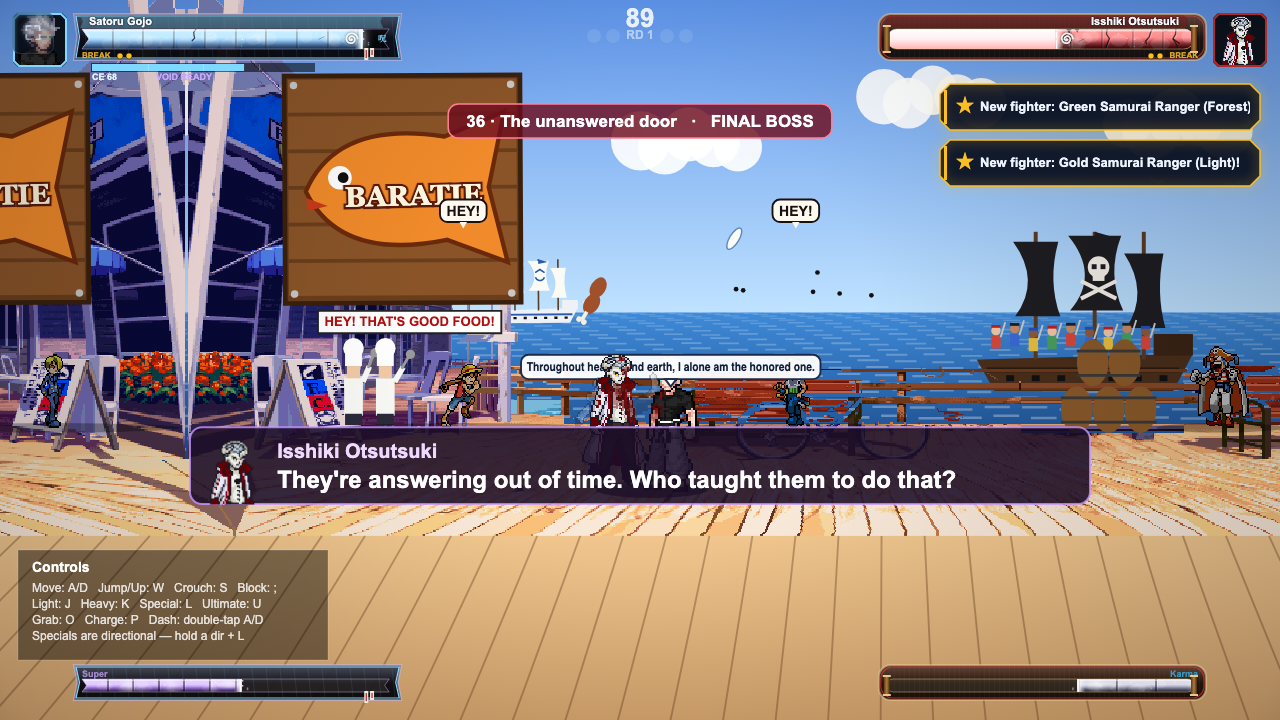 Satoru Gojo
BREAK
CE 68
89
RD 1
Isshiki Otsutsuki
BREAK
New fighter: Green Samurai Ranger (Forest)
New fighter: Gold Samurai Ranger (Light)!
36 · The unanswered door · FINAL BOSS
TIE
BARATIE
HEY!
HEY!
HEY! THAT'S GOOD FOOD!
Throughout nd earth, I alone am the honored one.
Isshiki Otsutsuki
They're answering out of time. Who taught them to do that?
Controls
Move: A/D Jump/Up: W Crouch: S Block: ;
Light: J Heavy: K Special: L Ultimate: U
Grab: O Charge: P Dash: double-tap A/D
Specials are directional — hold a dir + L
Super
Karma